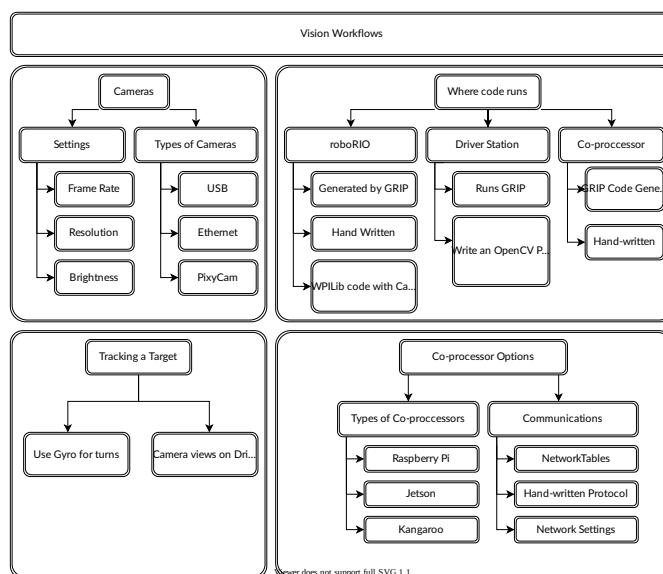 Vision Workflows
Cameras
Settings
Types of Cameras
Frame Rate
USB
Resolution
Ethernet
Brightness
PixyCam
Where code runs
roboRIO
Driver Station
Co-proccessor
Generated by GRIP
Runs GRIP
GRIP Code Gene...
Hand Written
Write an OpenCV P...
Hand-written
WPILib code with Ca...
Tracking a Target
Use Gyro for turns
Camera views on Dri...
Co-processor Options
Types of Co-proccessors
Communications
Raspberry Pi
NetworkTables
Jetson
Hand-written Protocol
Kangaroo
Network Settings
Viewer does not support full SVG 1.1